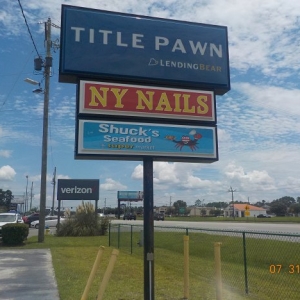 TITLE PAWN
LENDINGBEAR
NY NAILS
Shuck's
Seafood
verizon
07 31